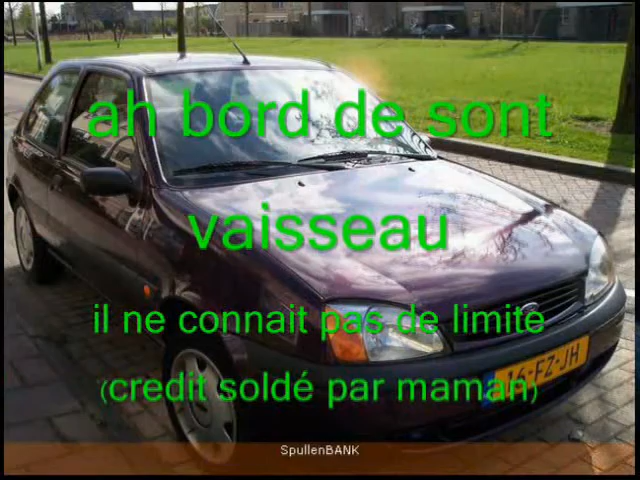 ah bord de sont
vaisseau
il ne connait pas de limite
(credit soldé par maman)
16-FZ-JH
SpullenBANK